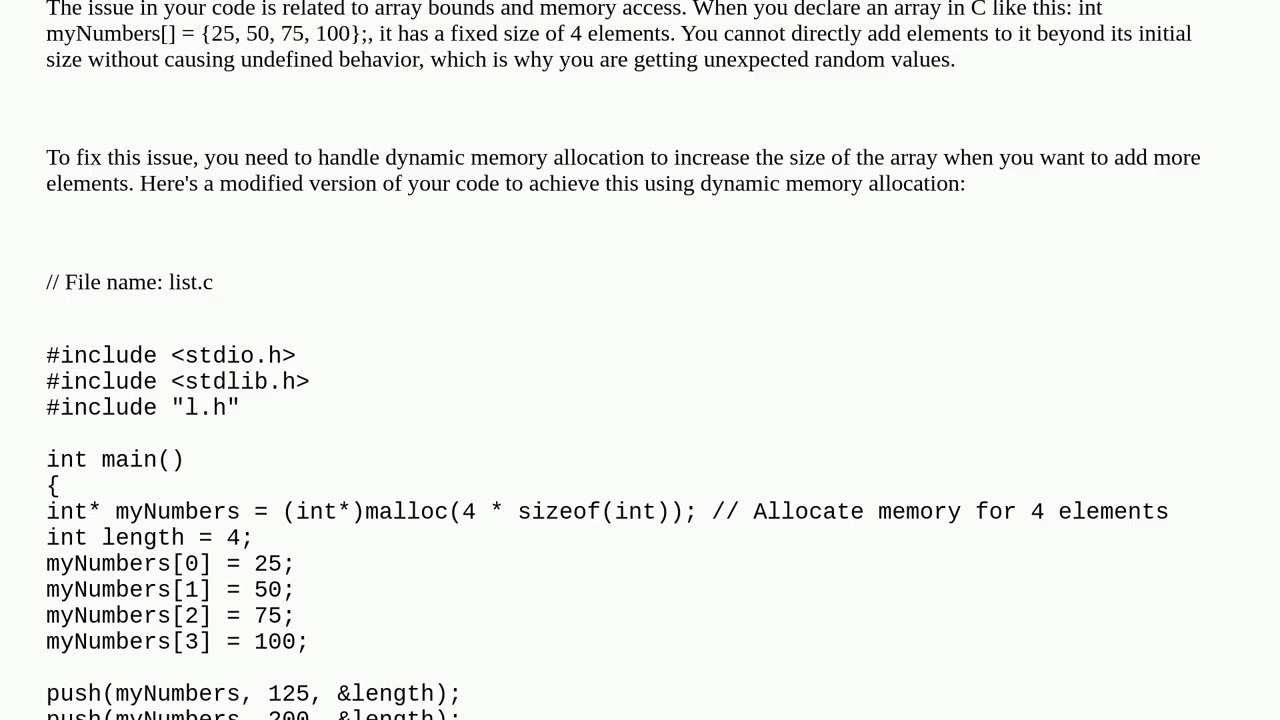 The issue in your code is related to array bounds and memory access. When you declare an array in C like this: int
myNumbers[] = {25, 50, 75, 100};, it has a fixed size of 4 elements. You cannot directly add elements to it beyond its initial
size without causing undefined behavior, which is why you are getting unexpected random values.
To fix this issue, you need to handle dynamic memory allocation to increase the size of the array when you want to add more
elements. Here's a modified version of your code to achieve this using dynamic memory allocation:
// File name: list.c
#include <stdio.h>
#include <stdlib.h>
#include "l.h"
int main()
{
int* myNumbers = (int*)malloc(4 * sizeof(int)); // Allocate memory for 4 elements
int length = 4;
myNumbers[0] = 25;
myNumbers[1] = 50;
myNumbers[2] = 75;
myNumbers[3] = 100;
push(myNumbers, 125, &length);
push(myNumbers, 200, &length);